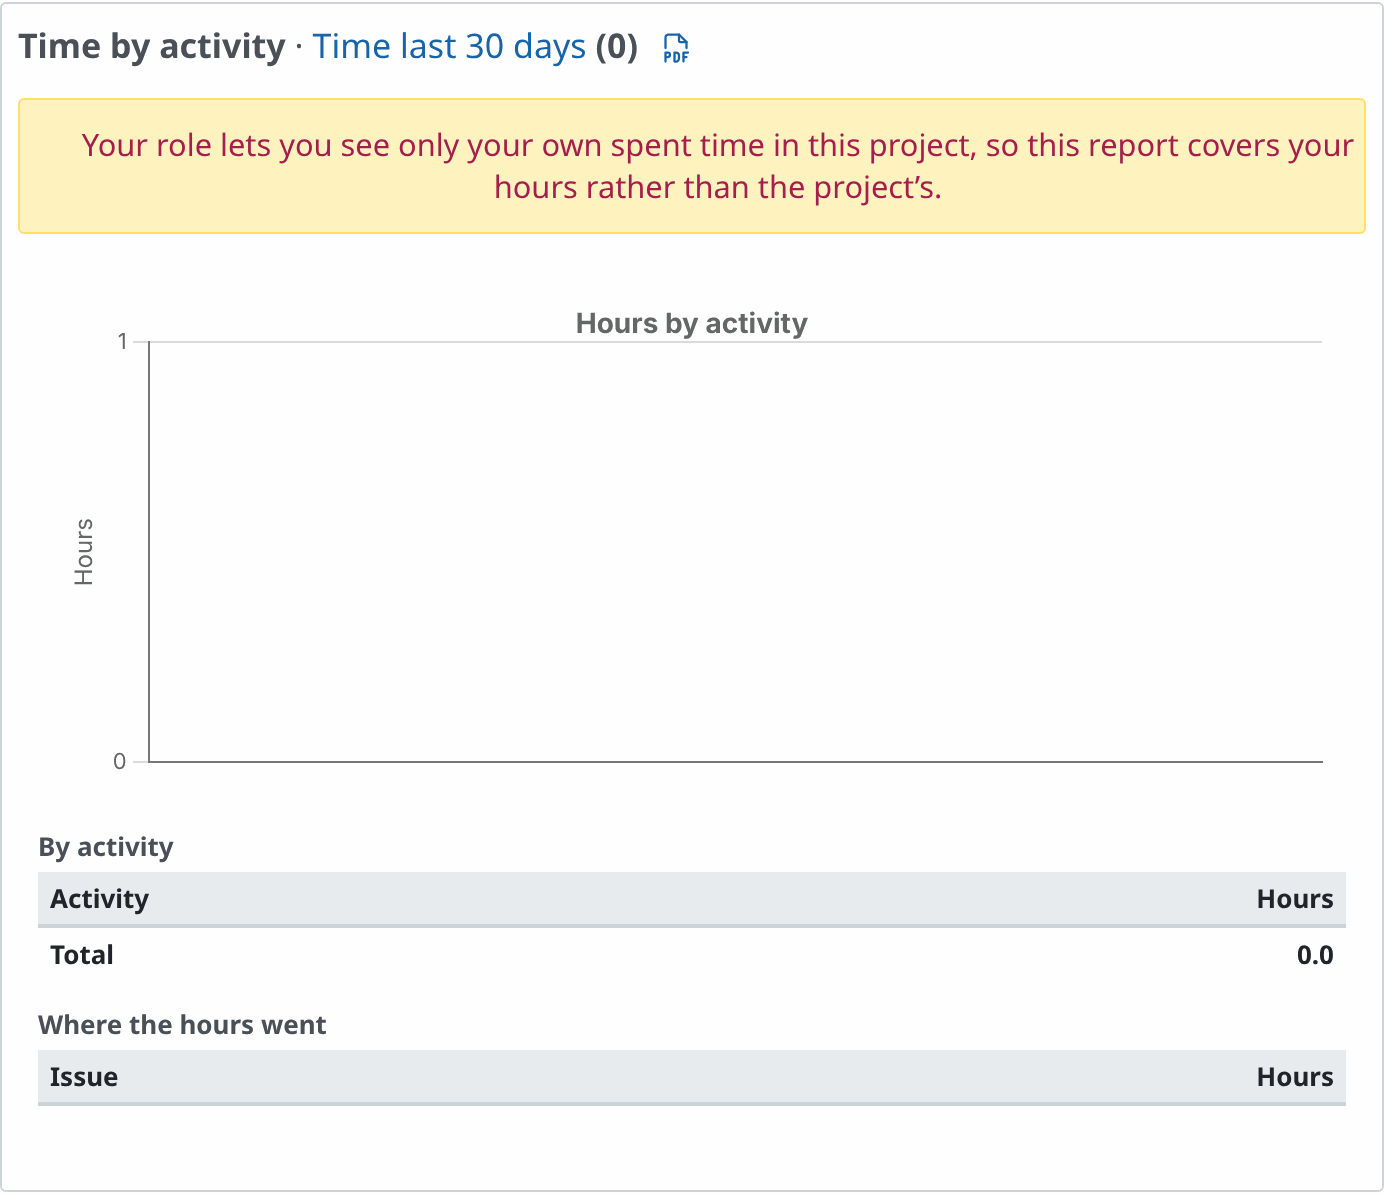 Time by activity · Time last 30 days (0) PDF
Your role lets you see only your own spent time in this project, so this report covers your
hours rather than the project’s.
Hours by activity
1
Hours
0
By activity
Activity Hours
Total 0.0
Where the hours went
Issue Hours